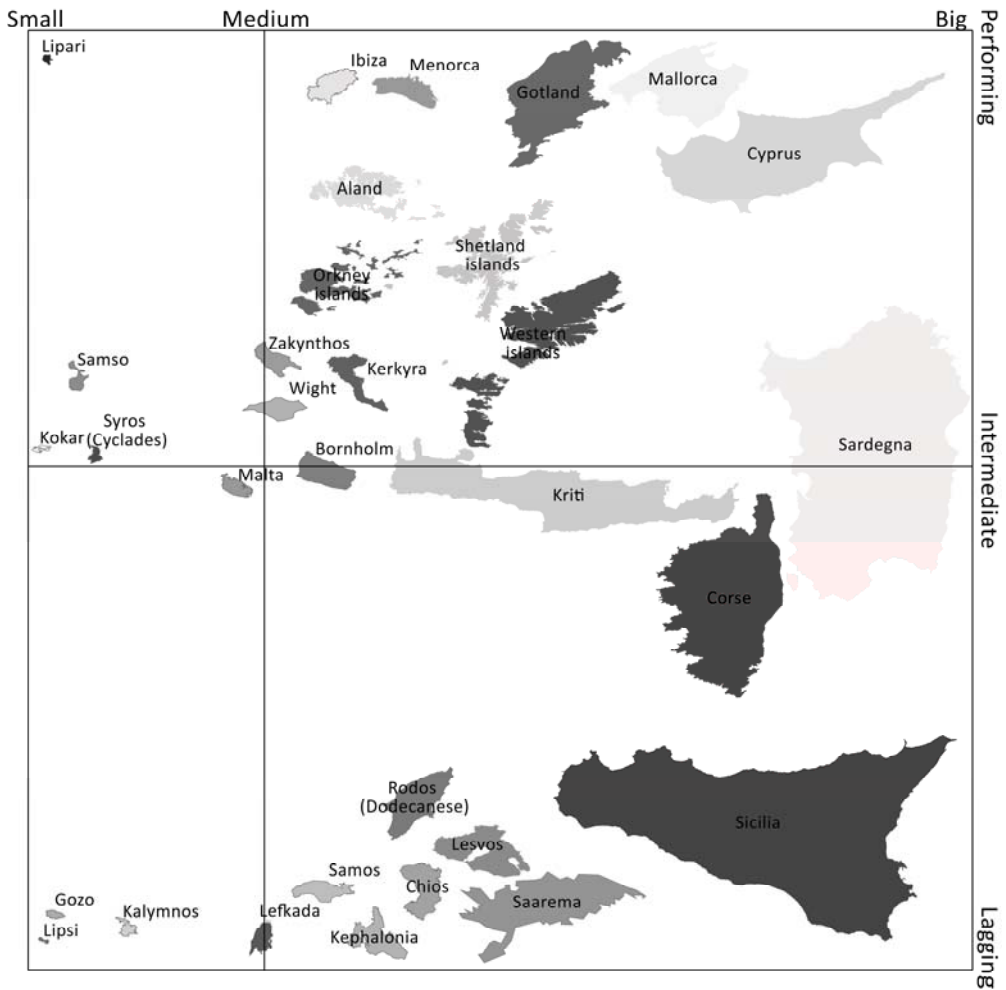 Small
Medium
Big
Performing
Lipari
Ibiza
Menorca
Gotland
Mallorca
Cyprus
Aland
Shetland
islands
Orkney
islands
Western
islands
Zakynthos
Samso
Kerkyra
Wight
Syros
Kokar
(Cyclades)
Sardegna
Intermediate
Bornholm
Malta
Kriti
Corse
Rodos
(Dodecanese)
Sicilia
Lesvos
Samos
Chios
Saarema
Gozo
Kalymnos
Lefkada
Lipsi
Kephalonia
Lagging